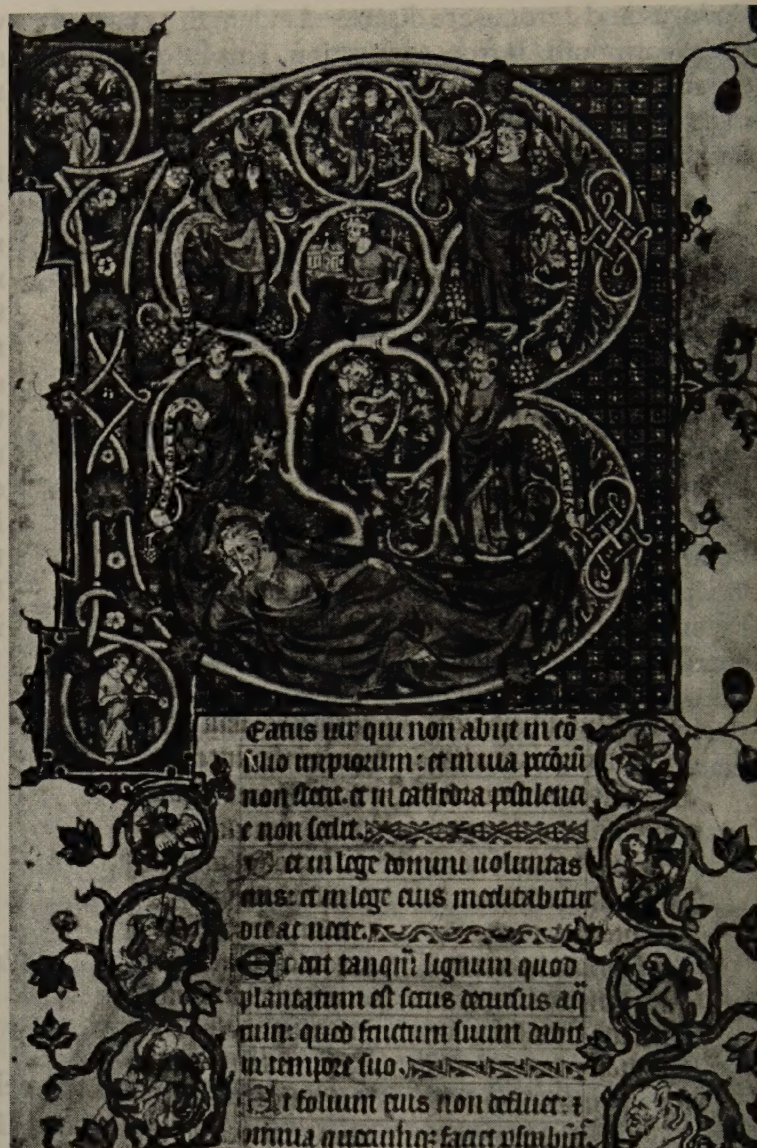 Eatus uir qui non abijt in cō
silio impiorum: et in uia pccōrū
non stetit. et in cathedra pestilenci
e non sedit.
et in lege domini uoluntas
eius: et in lege eius meditabitur
die ac nocte.
Et erit tanqm̄ lignum quod
plantatum est secus decursus aq̄
rum: quod fructum suum dabit
in tempore suo.
Et folium eius non defluet: ⁊
omnia quecunq;